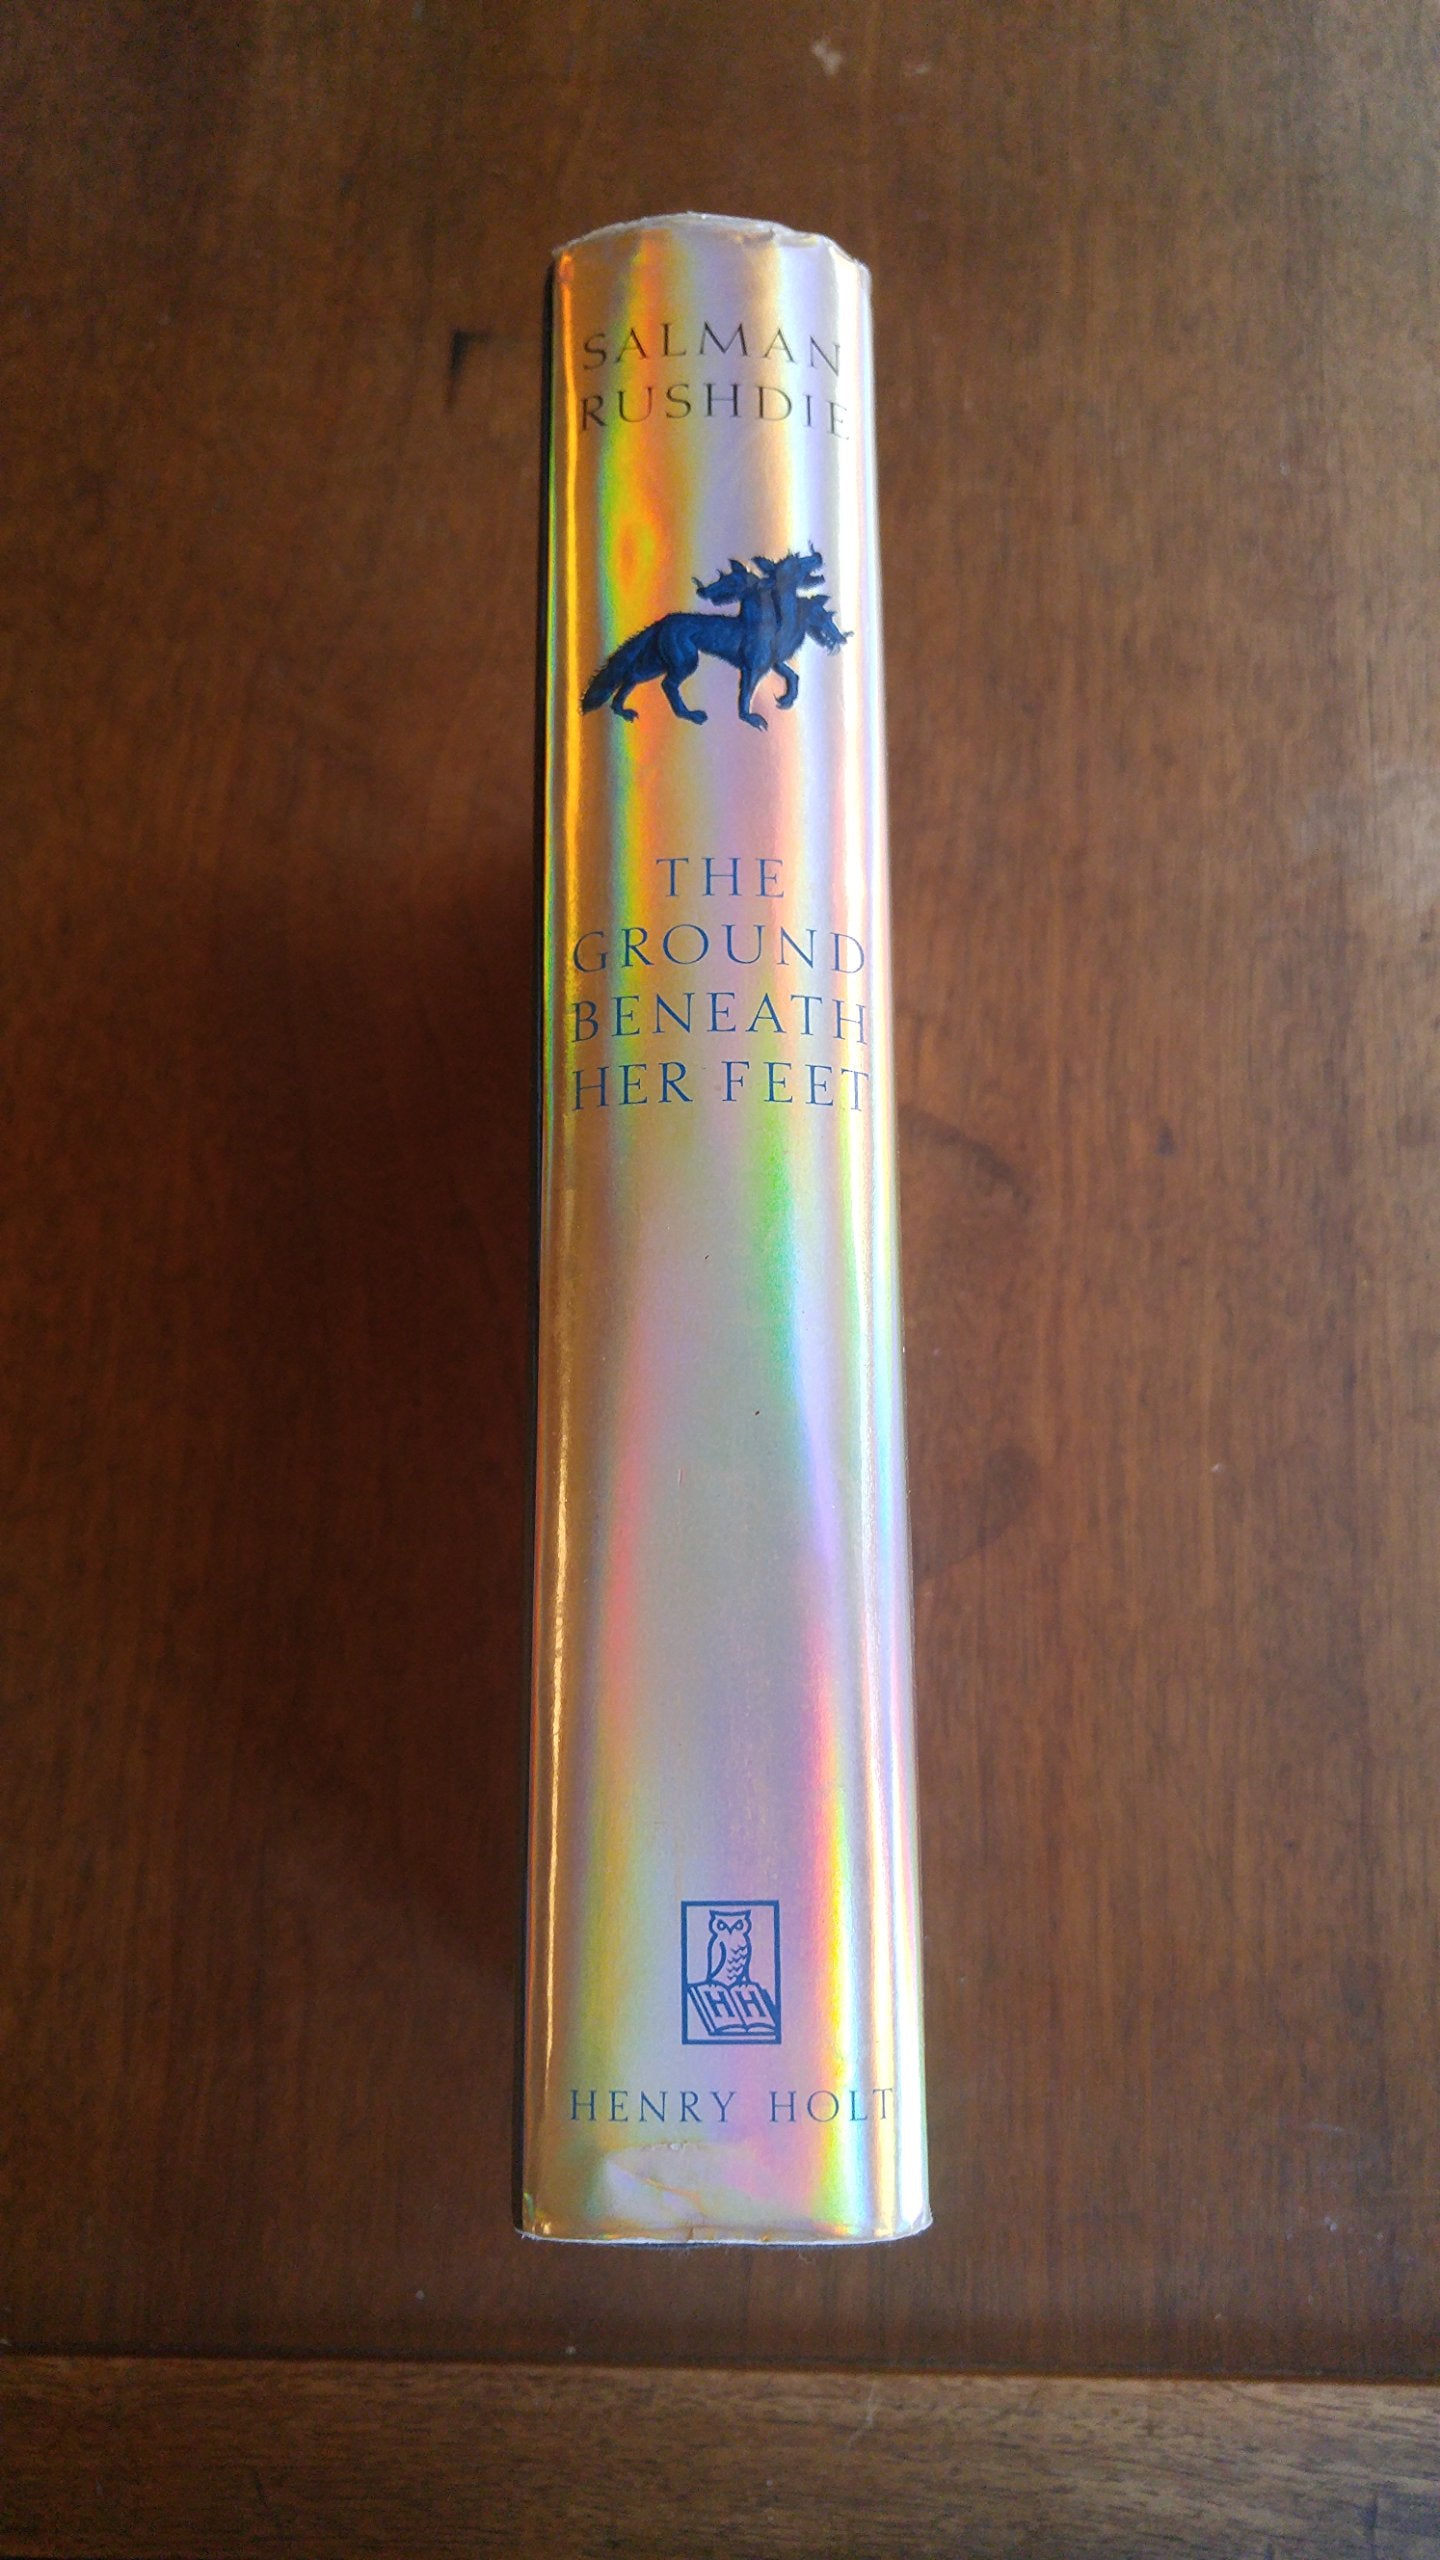 SALMAN
RUSHDIE
THE
GROUND
BENEATH
HER FEET
HH
HENRY HOLT